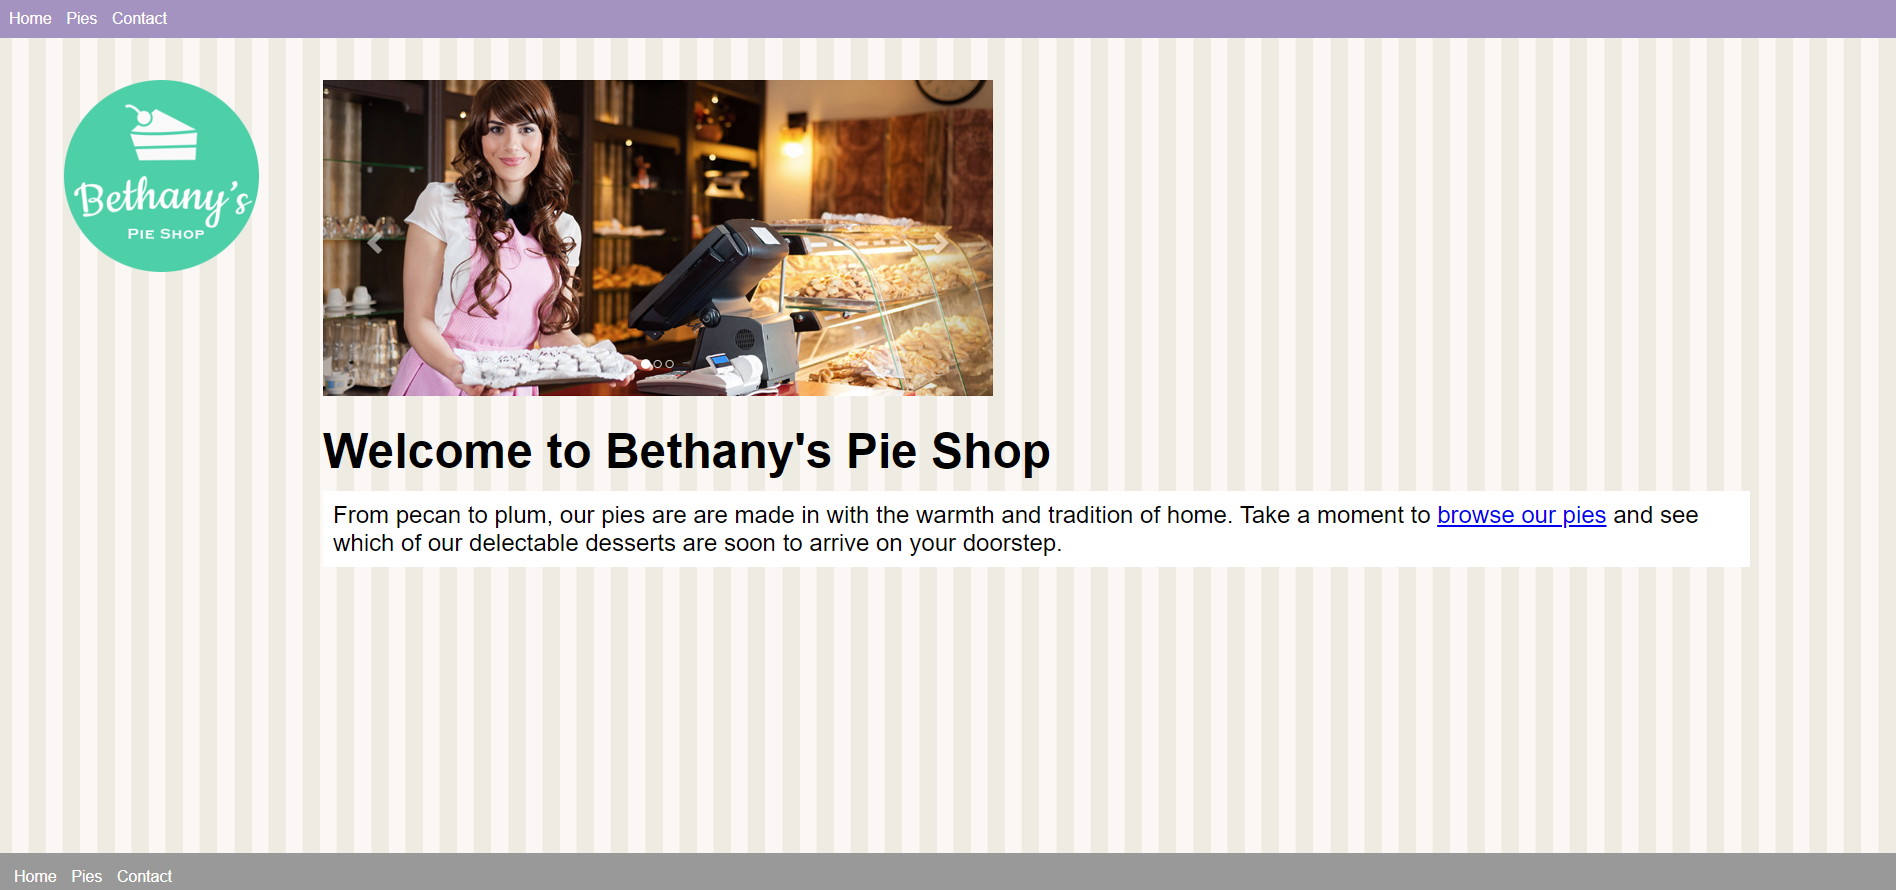 Home Pies Contact
Bethany's
PIE SHOP
Welcome to Bethany's Pie Shop
From pecan to plum, our pies are are made in with the warmth and tradition of home. Take a moment to browse our pies and see
which of our delectable desserts are soon to arrive on your doorstep.
Home Pies Contact